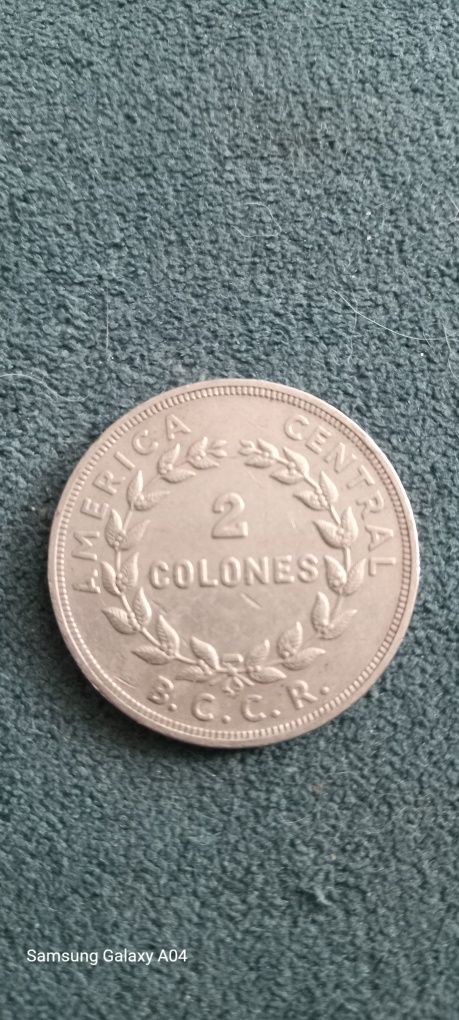 AMERICA CENTRAL
2
COLONES
B.C.C.R.
Samsung Galaxy A04